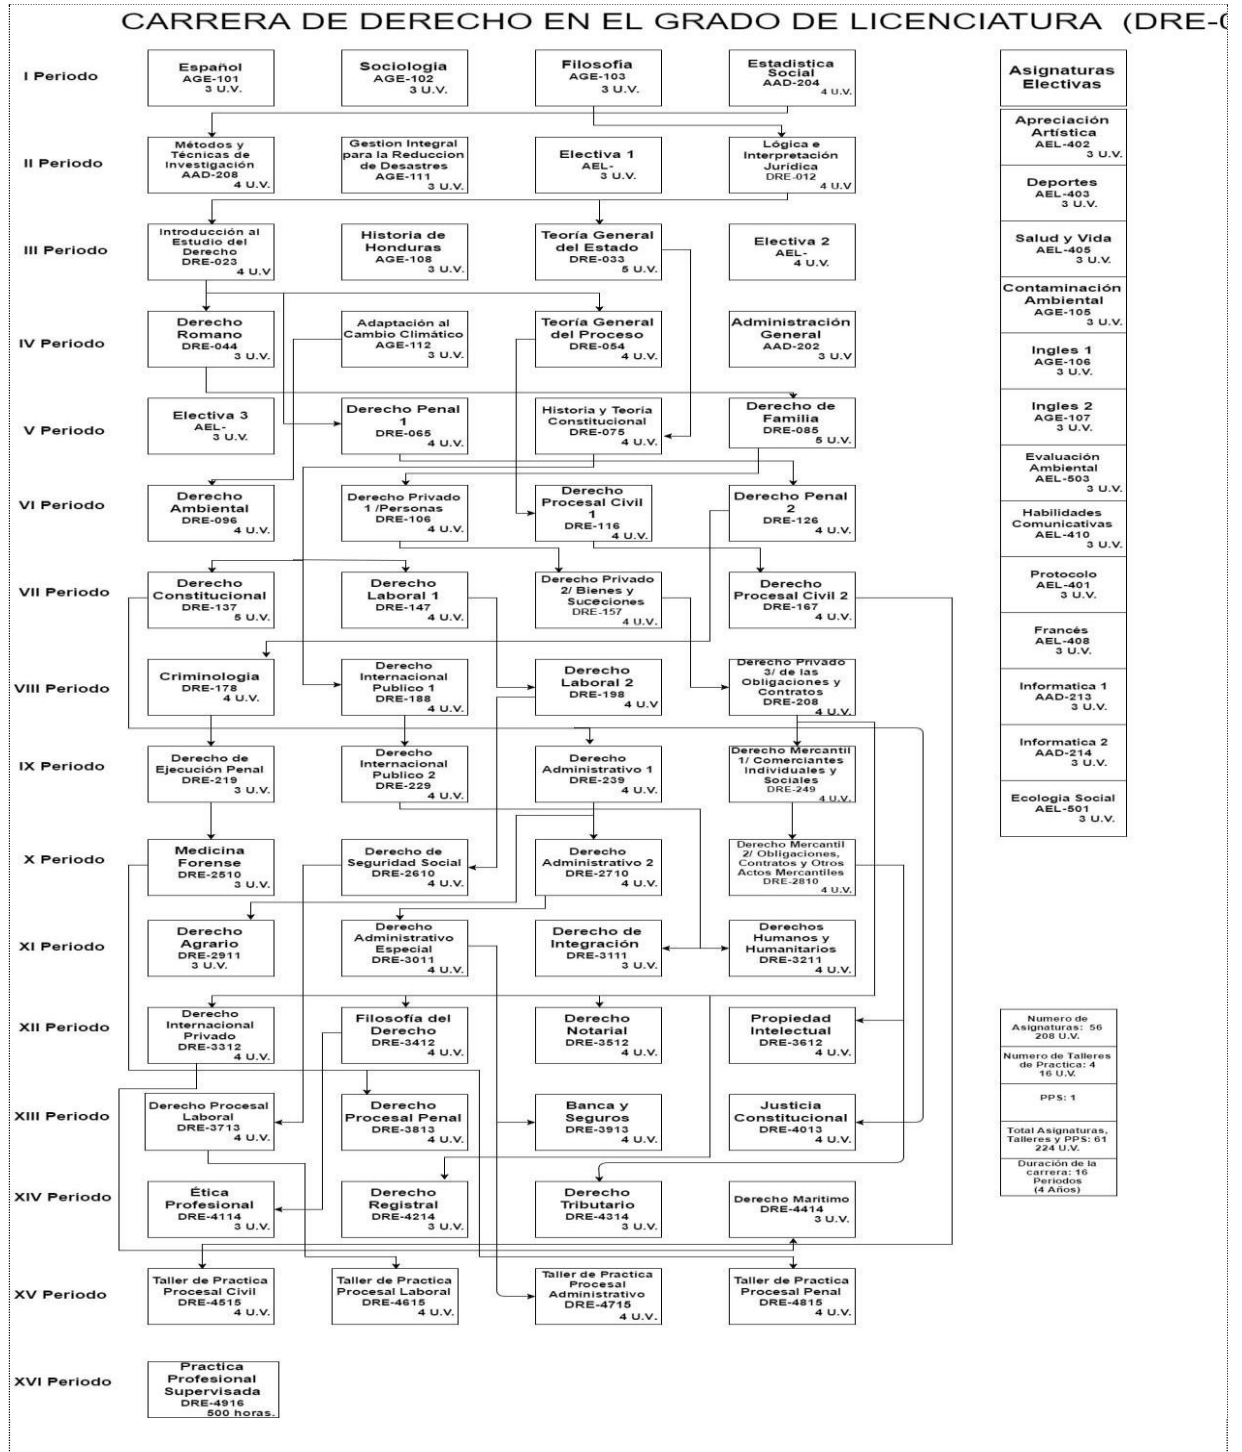 CARRERA DE DERECHO EN EL GRADO DE LICENCIATURA (DRE-0
I Periodo
Español
AGE-101
3 U.V.
Sociologia
AGE-102
3 U.V.
Filosofía
AGE-103
3 U.V.
Estadistica
Social
AAD-204
4 U.V.
II Periodo
Métodos y
Técnicas de
Investigación
AAD-208
4 U.V.
Gestion Integral
para la Reduccion
de Desastres
AGE-111
3 U.V.
Electiva 1
AEL-
3 U.V.
Lógica e
Interpretación
Jurídica
DRE-012
4 U.V
III Periodo
Introducción al
Estudio del
Derecho
DRE-023
4 U.V
Historia de
Honduras
AGE-108
3 U.V.
Teoría General
del Estado
DRE-033
5 U.V.
Electiva 2
AEL-
4 U.V.
IV Periodo
Derecho
Romano
DRE-044
3 U.V.
Adaptación al
Cambio Climático
AGE-112
3 U.V.
Teoría General
del Proceso
DRE-054
4 U.V.
Administración
General
AAD-202
3 U.V
V Periodo
Electiva 3
AEL-
3 U.V.
Derecho Penal
1
DRE-065
4 U.V.
Historia y Teoría
Constitucional
DRE-075
4 U.V.
Derecho de
Familia
DRE-085
5 U.V.
VI Periodo
Derecho
Ambiental
DRE-096
4 U.V.
Derecho Privado
1 /Personas
DRE-106
4 U.V.
Derecho
Procesal Civil
1
DRE-116
4 U.V.
Derecho Penal
2
DRE-126
4 U.V.
VII Periodo
Derecho
Constitucional
DRE-137
5 U.V.
Derecho
Laboral 1
DRE-147
4 U.V.
Derecho Privado
2/ Bienes y
Suceciones
DRE-157
4 U.V.
Derecho
Procesal Civil 2
DRE-167
4 U.V.
VIII Periodo
Criminologia
DRE-178
4 U.V.
Derecho
Internacional
Publico 1
DRE-188
4 U.V.
Derecho
Laboral 2
DRE-198
4 U.V
Derecho Privado
3/ de las
Obligaciones y
Contratos
DRE-208
4 U.V.
IX Periodo
Derecho de
Ejecución Penal
DRE-219
3 U.V.
Derecho
Internacional
Publico 2
DRE-229
4 U.V.
Derecho
Administrativo 1
DRE-239
4 U.V.
Derecho Mercantil
1/ Comerciantes
Individuales y
Sociales
DRE-249
4 U.V.
X Periodo
Medicina
Forense
DRE-2510
3 U.V.
Derecho de
Seguridad Social
DRE-2610
4 U.V.
Derecho
Administrativo 2
DRE-2710
4 U.V.
Derecho Mercantil
2/ Obligaciones,
Contratos y Otros
Actos Mercantiles
DRE-2810
4 U.V.
XI Periodo
Derecho
Agrario
DRE-2911
3 U.V.
Derecho
Administrativo
Especial
DRE-3011
4 U.V.
Derecho de
Integración
DRE-3111
3 U.V.
Derechos
Humanos y
Humanitarios
DRE-3211
4 U.V.
XII Periodo
Derecho
Internacional
Privado
DRE-3312
4 U.V.
Filosofía del
Derecho
DRE-3412
4 U.V.
Derecho
Notarial
DRE-3512
4 U.V.
Propiedad
Intelectual
DRE-3612
4 U.V.
XIII Periodo
Derecho Procesal
Laboral
DRE-3713
4 U.V.
Derecho
Procesal Penal
DRE-3813
4 U.V.
Banca y
Seguros
DRE-3913
4 U.V.
Justicia
Constitucional
DRE-4013
4 U.V.
XIV Periodo
Ética
Profesional
DRE-4114
3 U.V.
Derecho
Registral
DRE-4214
3 U.V.
Derecho
Tributario
DRE-4314
3 U.V.
Derecho Maritimo
DRE-4414
3 U.V.
XV Periodo
Taller de Practica
Procesal Civil
DRE-4515
4 U.V.
Taller de Practica
Procesal Laboral
DRE-4615
4 U.V.
Taller de Practica
Procesal
Administrativo
DRE-4715
4 U.V.
Taller de Practica
Procesal Penal
DRE-4815
4 U.V.
XVI Periodo
Practica
Profesional
Supervisada
DRE-4916
500 horas.
Asignaturas
Electivas
Apreciación
Artística
AEL-402
3 U.V.
Deportes
AEL-403
3 U.V.
Salud y Vida
AEL-405
3 U.V.
Contaminación
Ambiental
AGE-105
3 U.V.
Ingles 1
AGE-106
3 U.V.
Ingles 2
AGE-107
3 U.V.
Evaluación
Ambiental
AEL-503
3 U.V.
Habilidades
Comunicativas
AEL-410
3 U.V.
Protocolo
AEL-401
3 U.V.
Francés
AEL-408
3 U.V.
Informatica 1
AAD-213
3 U.V.
Informatica 2
AAD-214
3 U.V.
Ecologia Social
AEL-501
3 U.V.
Numero de
Asignaturas: 56
208 U.V.
Numero de Talleres
de Practica: 4
16 U.V.
PPS: 1
Total Asignaturas,
Talleres y PPS: 61
224 U.V.
Duración de la
carrera: 16
Periodos
(4 Años)